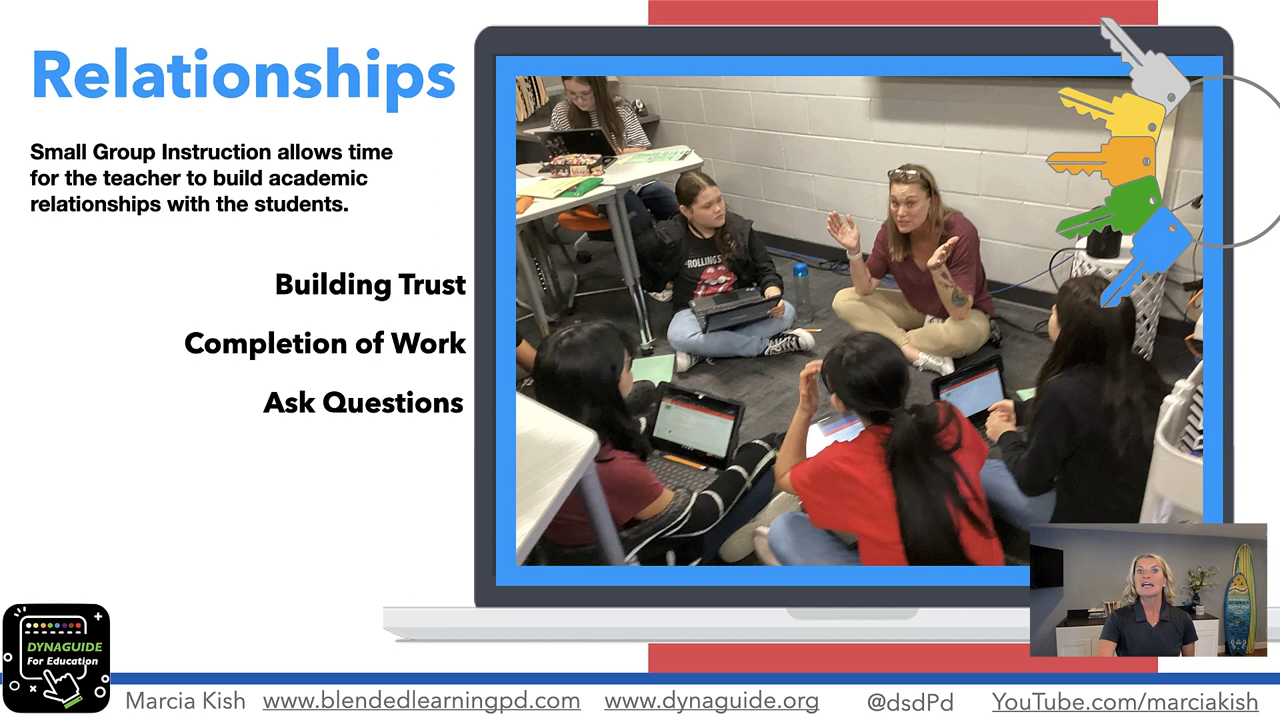 Relationships
Small Group Instruction allows time
for the teacher to build academic
relationships with the students.
Building Trust
Completion of Work
Ask Questions
ROLLING
DYNAGUIDE
For Education
Marcia Kish www.blendedlearningpd.com www.dynaguide.org @dsdPd YouTube.com/marciakish